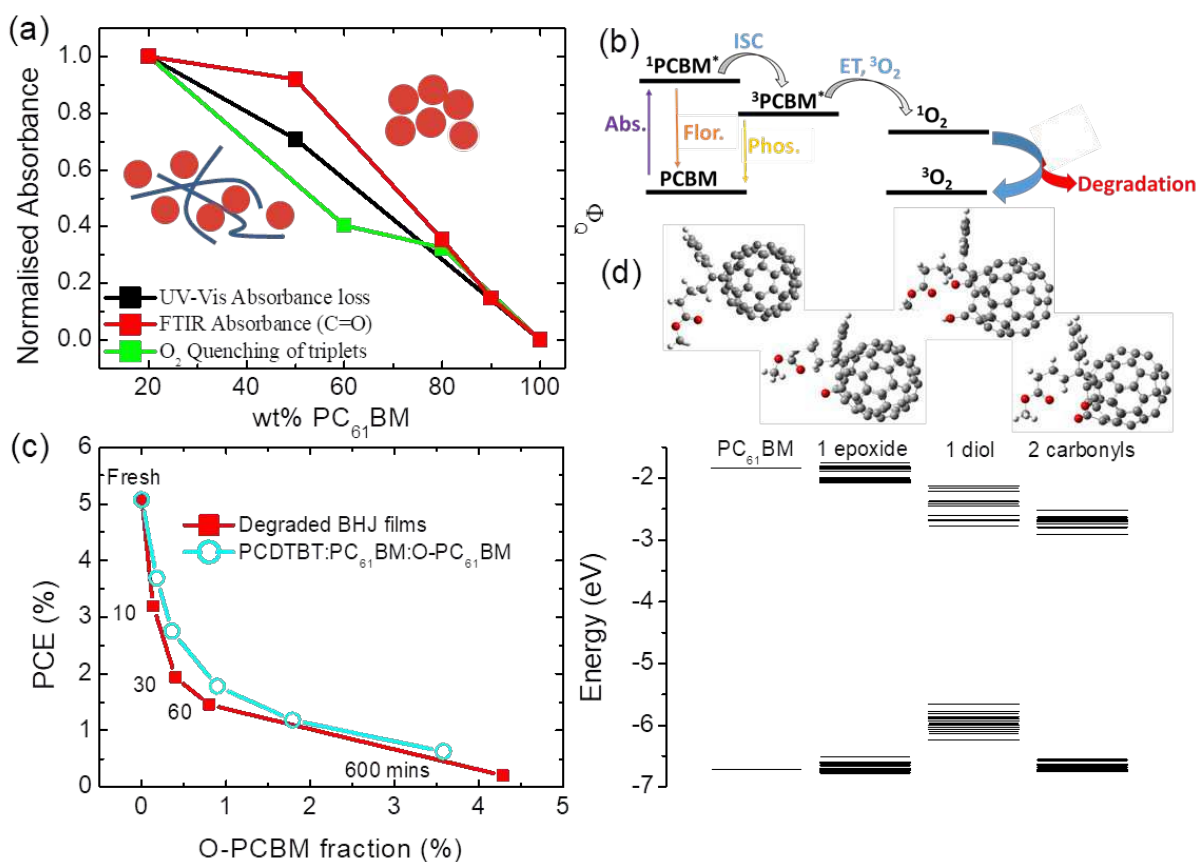 (a)
Normalised Absorbance
1.0
0.8
0.6
0.4
0.2
0.0
UV-Vis Absorbance loss
FTIR Absorbance (C=O)
O₂ Quenching of triplets
20 40 60 80 100
wt% PC₆₁BM
Φ_Q
(b)
ISC
¹PCBM*
ET, ³O₂
³PCBM*
¹O₂
Abs.
Flor.
Phos.
PCBM
³O₂
Degradation
(c)
PCE (%)
6
5
4
3
2
1
0
Fresh
Degraded BHJ films
PCDTBT:PC₆₁BM:O-PC₆₁BM
10
30
60
600 mins
0 1 2 3 4 5
O-PCBM fraction (%)
(d)
PC₆₁BM 1 epoxide 1 diol 2 carbonyls
Energy (eV)
-2
-3
-4
-5
-6
-7